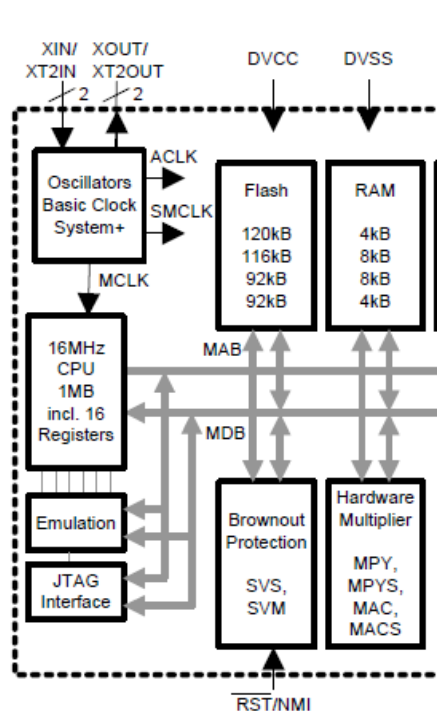 XIN/ XOUT/
XT2IN XT2OUT
2 2
DVCC
DVSS
Oscillators
Basic Clock
System+
ACLK
SMCLK
MCLK
Flash
120kB
116kB
92kB
92kB
RAM
4kB
8kB
8kB
4kB
16MHz
CPU
1MB
incl. 16
Registers
MAB
MDB
Emulation
JTAG
Interface
Brownout
Protection
SVS,
SVM
Hardware
Multiplier
MPY,
MPYS,
MAC,
MACS
RST/NMI